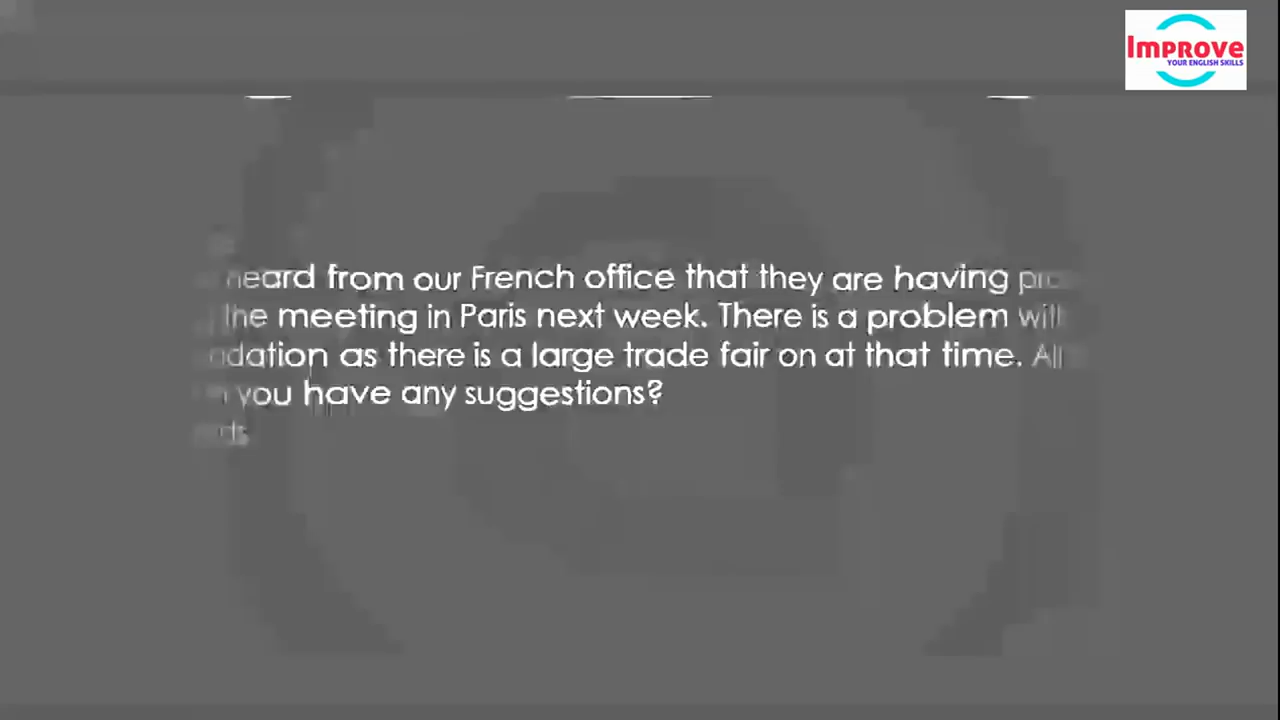 Improve
YOUR ENGLISH SKILLS
heard from our French office that they are having
the meeting in Paris next week. There is a problem with
as there is a large trade fair on at that time.
you have any suggestions?